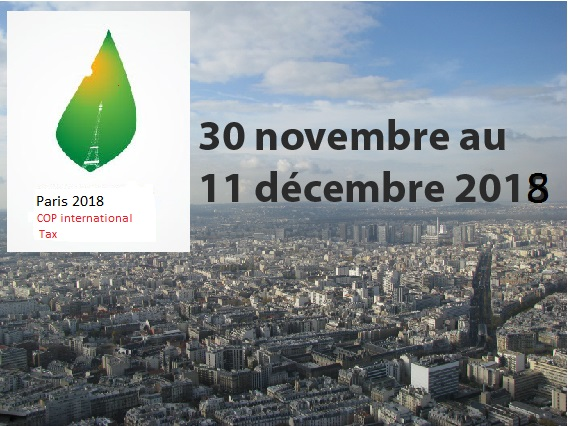 Paris 2018
COP international
Tax
30 novembre au
11 décembre 2018